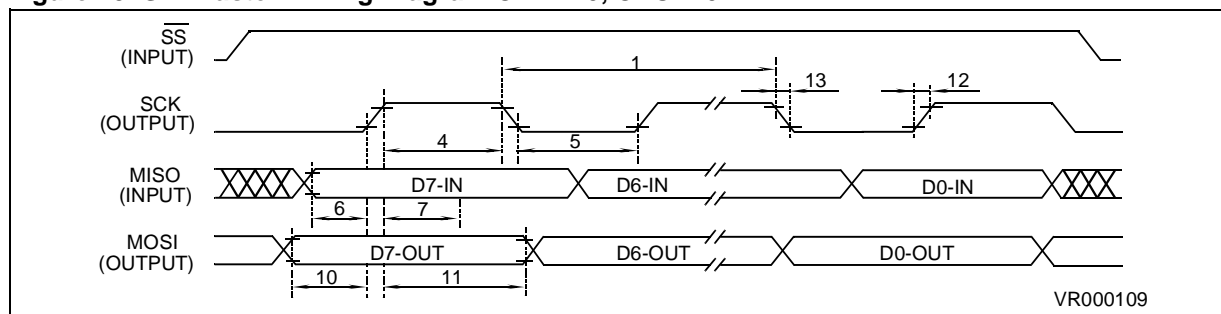 SS
(INPUT)
1
13
12
SCK
(OUTPUT)
4
5
MISO
(INPUT)
D7-IN
D6-IN
D0-IN
6
7
MOSI
(OUTPUT)
D7-OUT
D6-OUT
D0-OUT
10
11
VR000109